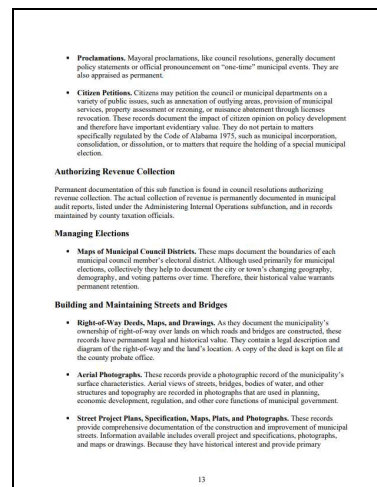 ▪ Proclamations. Mayoral proclamations, like council resolutions, generally document
policy statements or official pronouncement on "one-time" municipal events. They are
also appraised as permanent.
▪ Citizen Petitions. Citizens may petition the council or municipal departments on a
variety of public issues, such as annexation of outlying areas, provision of municipal
services, property assessment or rezoning, or nuisance abatement through licenses
revocation. These records document the impact of citizen opinion on policy development
and therefore have important evidentiary value. They do not pertain to matters
specifically regulated by the Code of Alabama 1975, such as municipal incorporation,
consolidation, or dissolution, or to matters that require the holding of a special municipal
election.
Authorizing Revenue Collection
Permanent documentation of this sub function is found in council resolutions authorizing
revenue collection. The actual collection of revenue is permanently documented in municipal
audit reports, listed under the Administering Internal Operations subfunction, and in records
maintained by county taxation officials.
Managing Elections
▪ Maps of Municipal Council Districts. These maps document the boundaries of each
municipal council member's electoral district. Although used primarily for municipal
elections, collectively they help to document the city or town's changing geography,
demography, and voting patterns over time. Therefore, their historical value warrants
permanent retention.
Building and Maintaining Streets and Bridges
▪ Right-of-Way Deeds, Maps, and Drawings. As they document the municipality's
ownership of right-of-way over lands on which roads and bridges are constructed, these
records have permanent legal and historical value. They contain a legal description and
diagram of the right-of-way and the land's location. A copy of the deed is kept on file at
the county probate office.
▪ Aerial Photographs. These records provide a photographic record of the municipality's
surface characteristics. Aerial views of streets, bridges, bodies of water, and other
structures and topography are recorded in photographs that are used in planning,
economic development, regulation, and other core functions of municipal government.
▪ Street Project Plans, Specification, Maps, Plats, and Photographs. These records
provide comprehensive documentation of the construction and improvement of municipal
streets. Information available includes overall project and specifications, photographs,
and maps or drawings. Because they have historical interest and provide primary
13